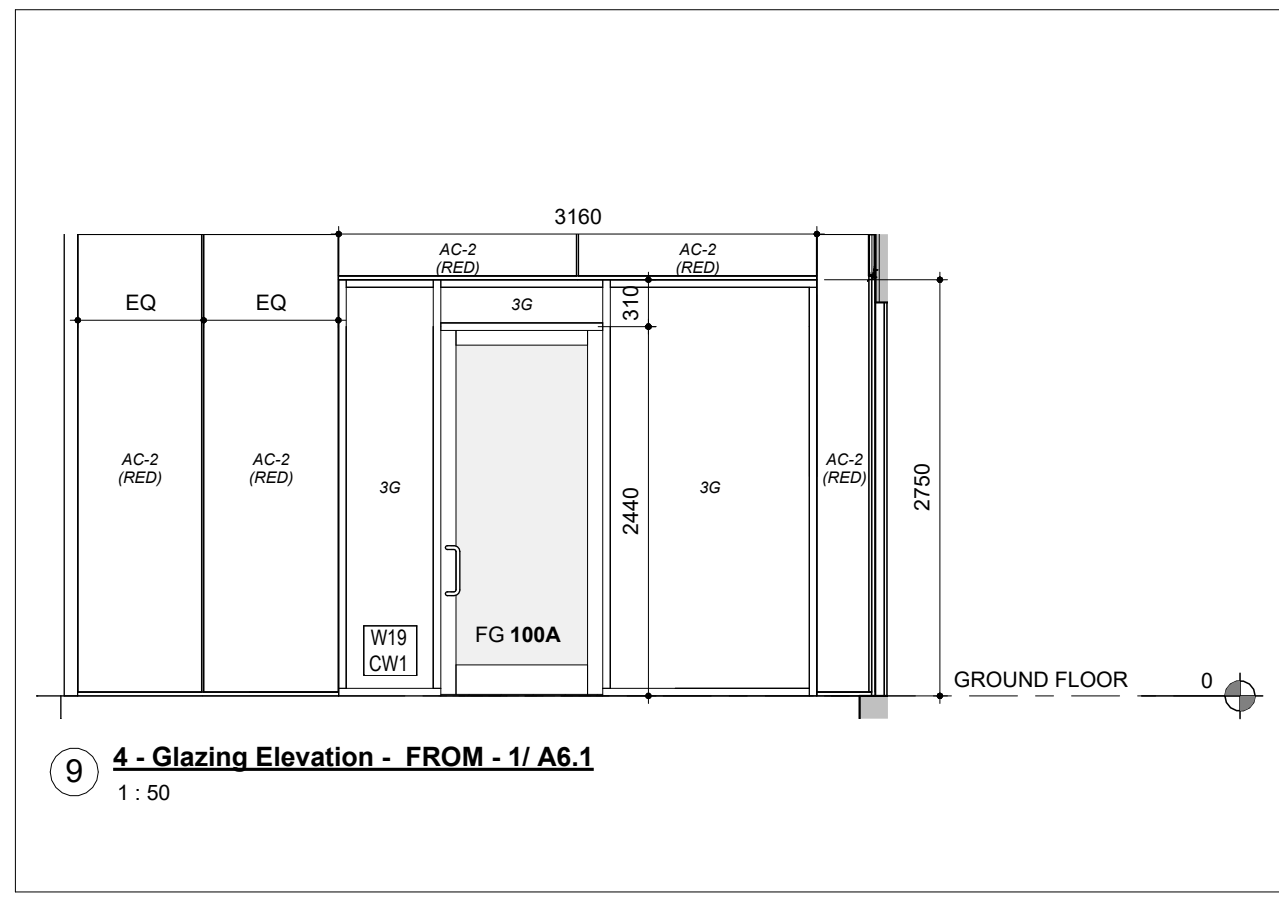 3160
AC-2
(RED)
AC-2
(RED)
EQ
EQ
3G
310
AC-2
(RED)
AC-2
(RED)
3G
2440
3G
AC-2
(RED)
2750
W19
CW1
FG 100A
GROUND FLOOR
0
9
4 - Glazing Elevation - FROM - 1/ A6.1
1 : 50